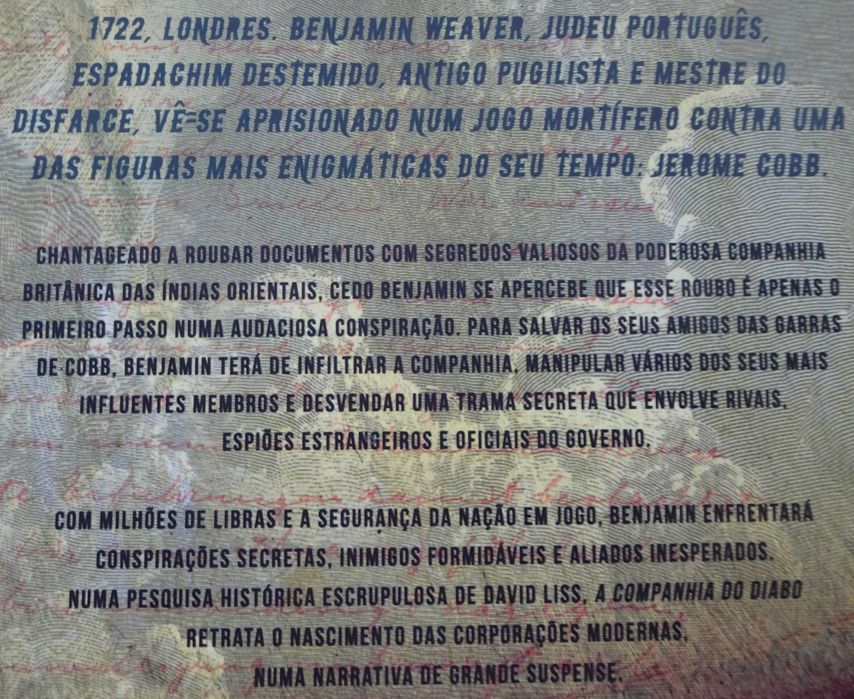 1722, LONDRES. BENJAMIN WEAVER, JUDEU PORTUGUÊS,
ESPADACHIM DESTEMIDO, ANTIGO PUGILISTA E MESTRE DO
DISFARCE, VÊ-SE APRISIONADO NUM JOGO MORTÍFERO CONTRA UMA
DAS FIGURAS MAIS ENIGMÁTICAS DO SEU TEMPO: JEROME COBB.
CHANTAGEADO A ROUBAR DOCUMENTOS COM SEGREDOS VALIOSOS DA PODEROSA COMPANHIA
BRITÂNICA DAS ÍNDIAS ORIENTAIS, CEDO BENJAMIN SE APERCEBE QUE ESSE ROUBO É APENAS O
PRIMEIRO PASSO NUMA AUDACIOSA CONSPIRAÇÃO. PARA SALVAR OS SEUS AMIGOS DAS GARRAS
DE COBB, BENJAMIN TERÁ DE INFILTRAR A COMPANHIA, MANIPULAR VÁRIOS DOS SEUS MAIS
INFLUENTES MEMBROS E DESVENDAR UMA TRAMA SECRETA QUE ENVOLVE RIVAIS,
ESPIÕES ESTRANGEIROS E OFICIAIS DO GOVERNO.
COM MILHÕES DE LIBRAS E A SEGURANÇA DA NAÇÃO EM JOGO, BENJAMIN ENFRENTARÁ
CONSPIRAÇÕES SECRETAS, INIMIGOS FORMIDÁVEIS E ALIADOS INESPERADOS.
NUMA PESQUISA HISTÓRICA ESCRUPULOSA DE DAVID LISS, A COMPANHIA DO DIABO
RETRATA O NASCIMENTO DAS CORPORAÇÕES MODERNAS,
NUMA NARRATIVA DE GRANDE SUSPENSE.